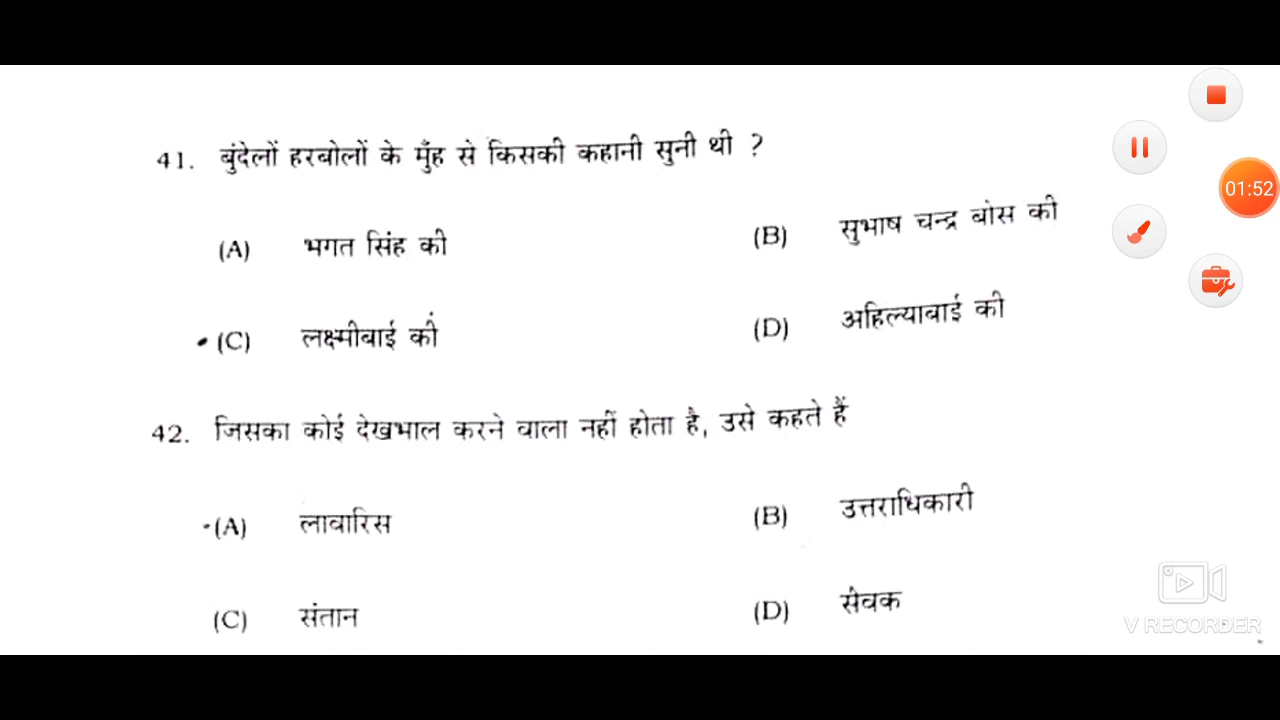 41. बुंदेलों हरबोलों के मुँह से किसकी कहानी सुनी थी ?
(A) भगत सिंह की (B) सुभाष चन्द्र बोस की
(C) लक्ष्मीबाई की (D) अहिल्याबाई की
42. जिसका कोई देखभाल करने वाला नहीं होता है, उसे कहते हैं
(A) लावारिस (B) उत्तराधिकारी
(C) संतान (D) सेवक
01:52
V RECORDER